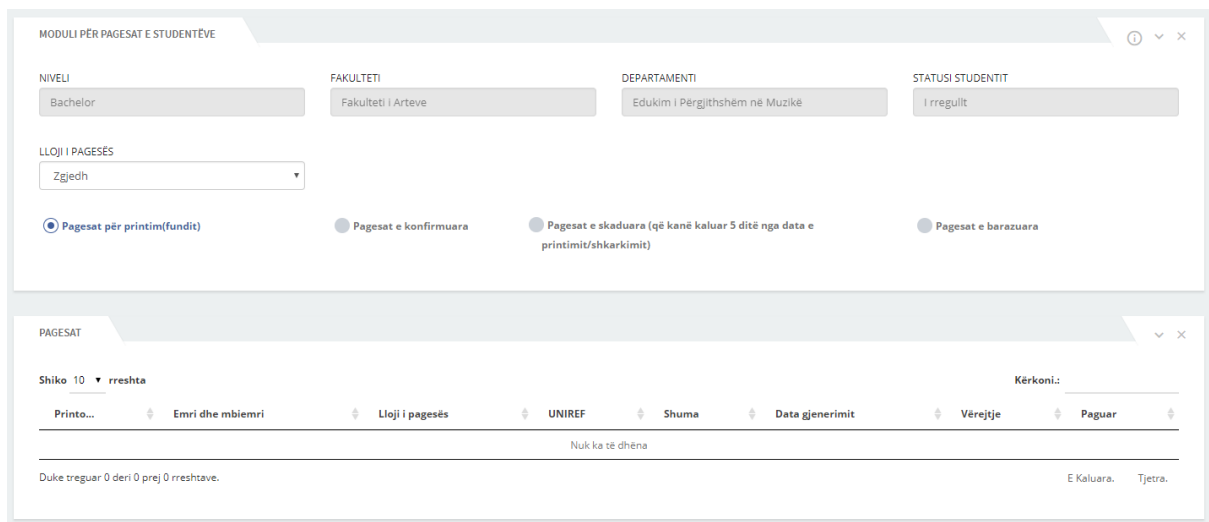 MODULI PËR PAGESAT E STUDENTËVE
NIVELI FAKULTETI DEPARTAMENTI STATUSI STUDENTIT
Bachelor Fakulteti i Arteve Edukim i Përgjithshëm në Muzikë I rregullt
LLOJI I PAGESËS
Zgjedh
Pagesat për printim(fundit) Pagesat e konfirmuara Pagesat e skaduara (që kanë kaluar 5 ditë nga data e Pagesat e barazuara
printimit/shkarkimit)
PAGESAT
Shiko 10 rreshta Kërkoni.:
Printo... Emri dhe mbiemri Lloji i pagesës UNIREF Shuma Data gjenerimit Vërejtje Paguar
Nuk ka të dhëna
Duke treguar 0 deri 0 prej 0 rreshtave. E Kaluara. Tjetra.